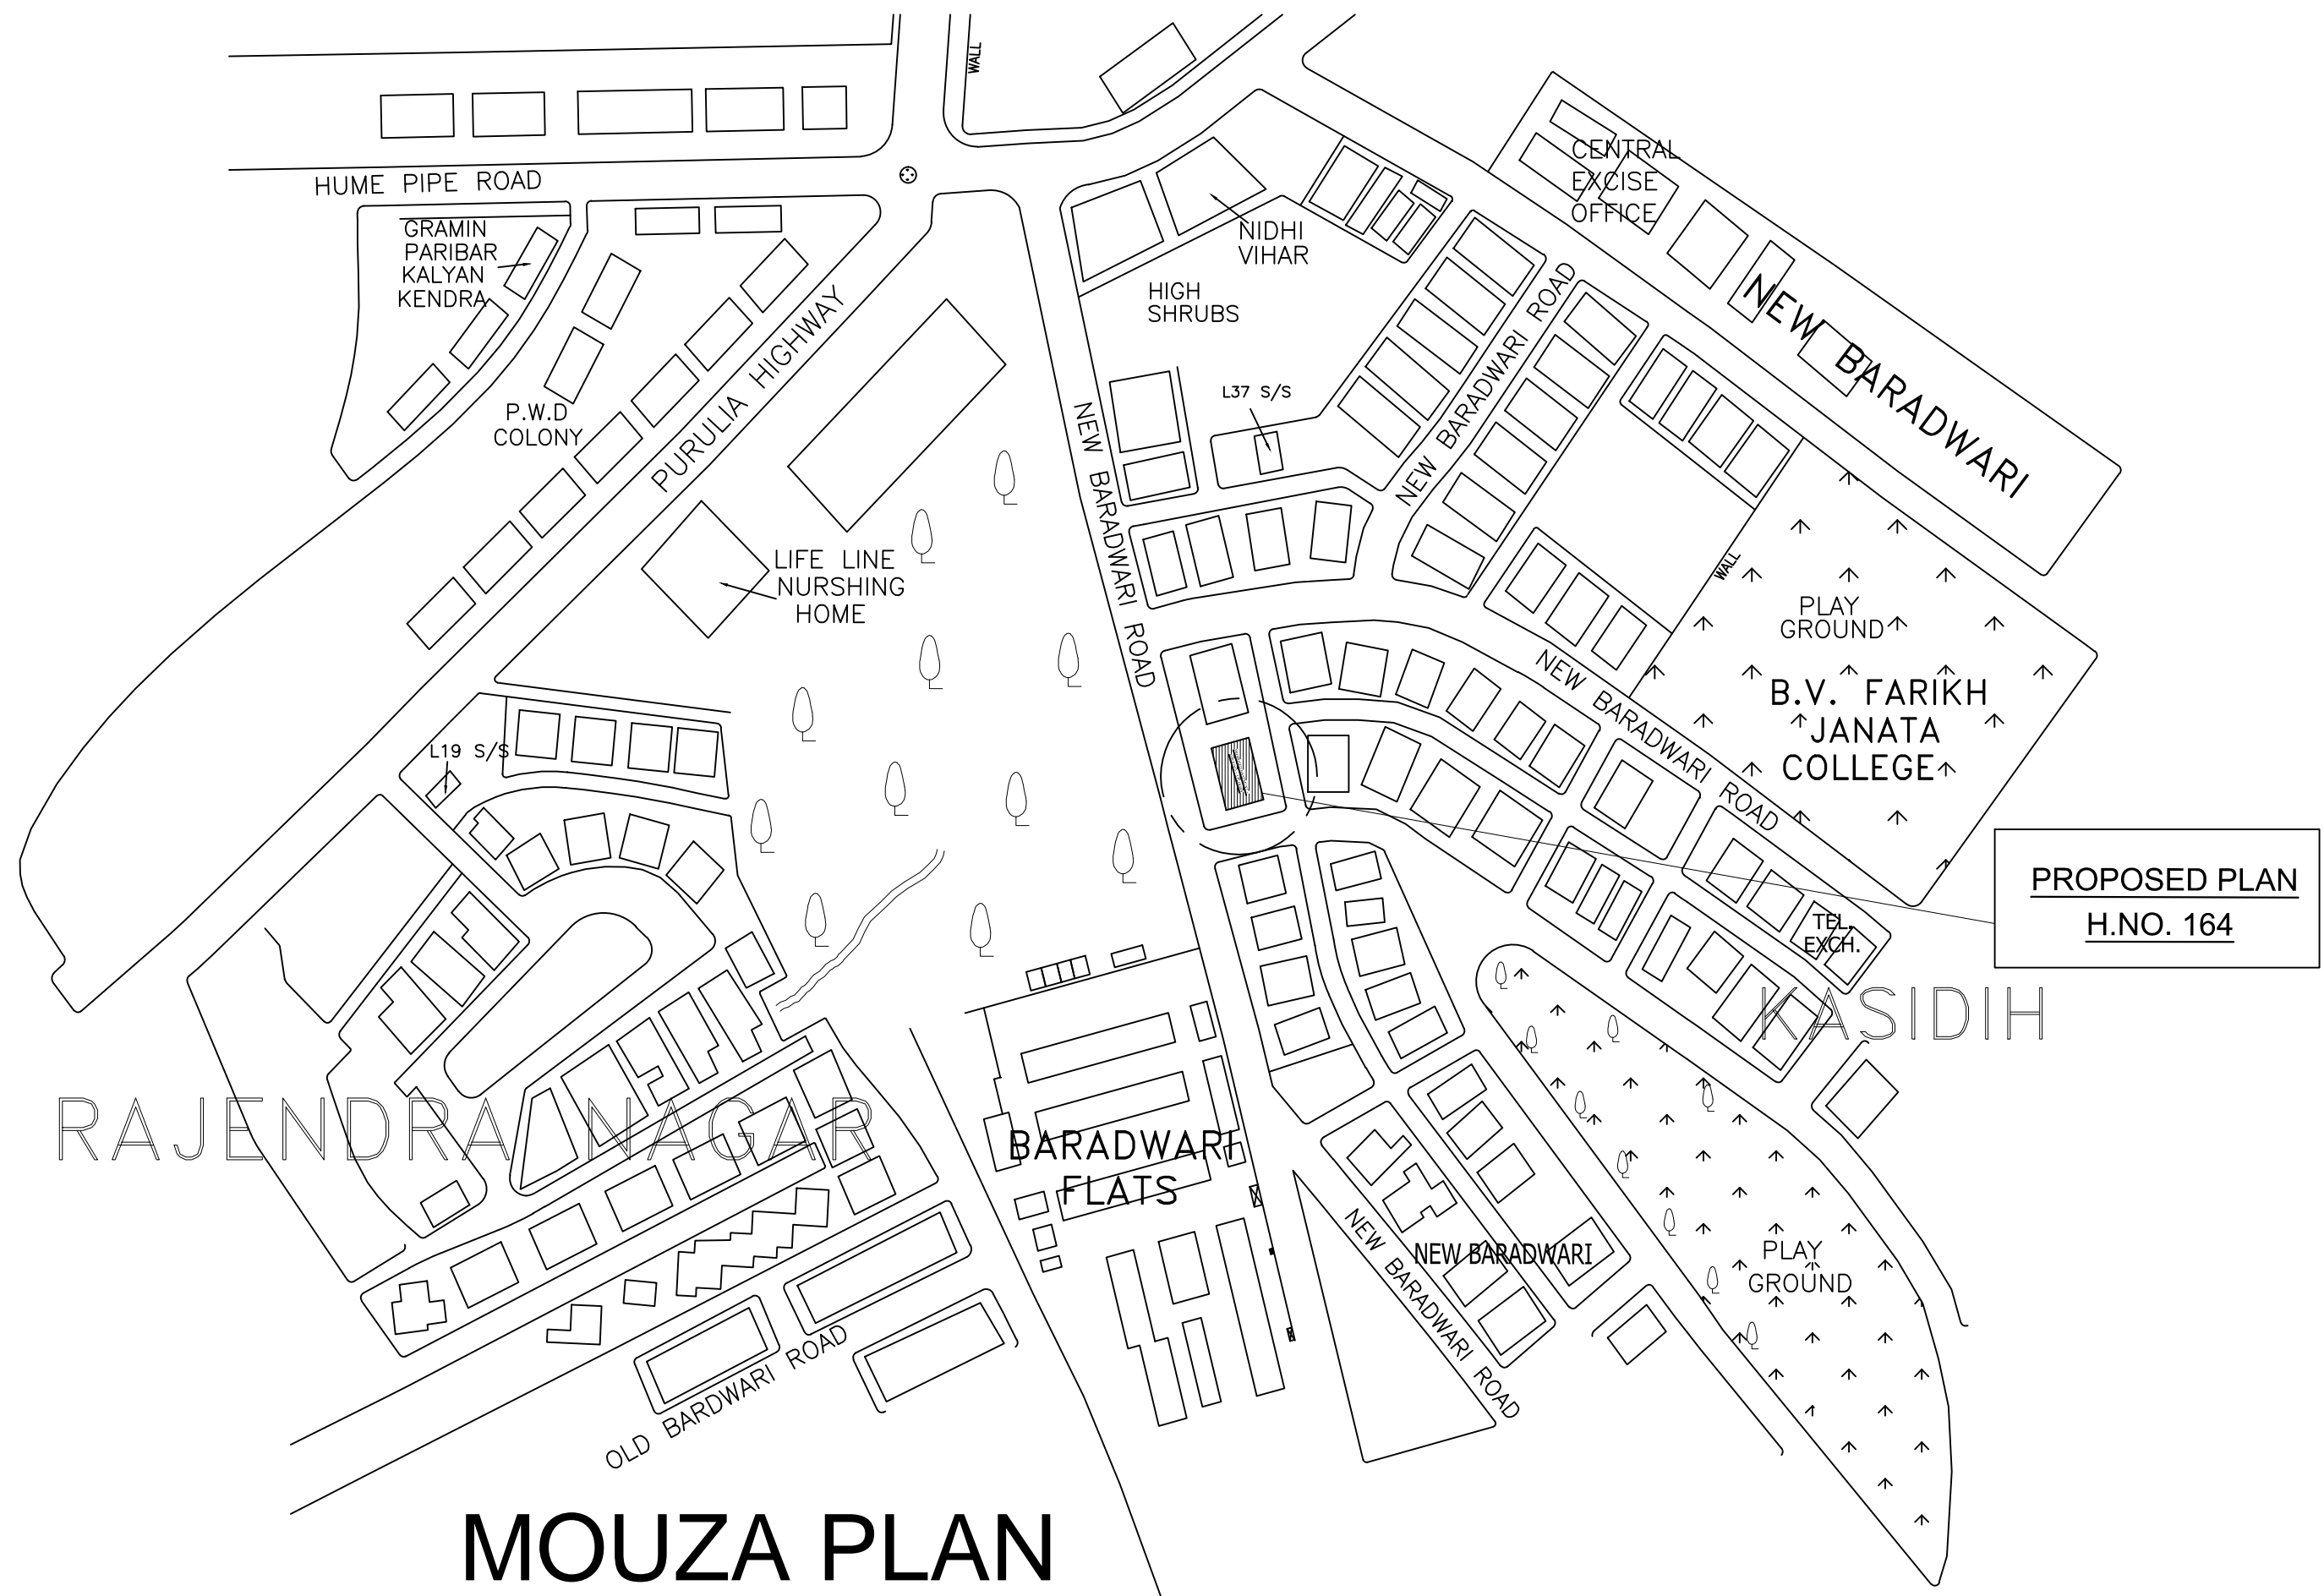 WALL
CENTRAL
EXCISE
OFFICE
HUME PIPE ROAD
GRAMIN
PARIBAR
KALYAN
KENDRA
NIDHI
VIHAR
HIGH
SHRUBS
NEW BARADWARI ROAD
NEW BARADWARI
PURULIA HIGHWAY
P.W.D
COLONY
L37 S/S
NEW BARADWARI ROAD
LIFE LINE
NURSHING
HOME
WALL
PLAY
GROUND
NEW BARADWARI ROAD
B.V. FARIKH
JANATA
COLLEGE
L19 S/S
PROPOSED PLAN
H.NO. 164
TEL.
EXCH.
KASIDIH
RAJENDRA NAGAR
BARADWARI
FLATS
NEW BARADWARI ROAD
NEW BARADWARI
PLAY
GROUND
OLD BARDWARI ROAD
MOUZA PLAN